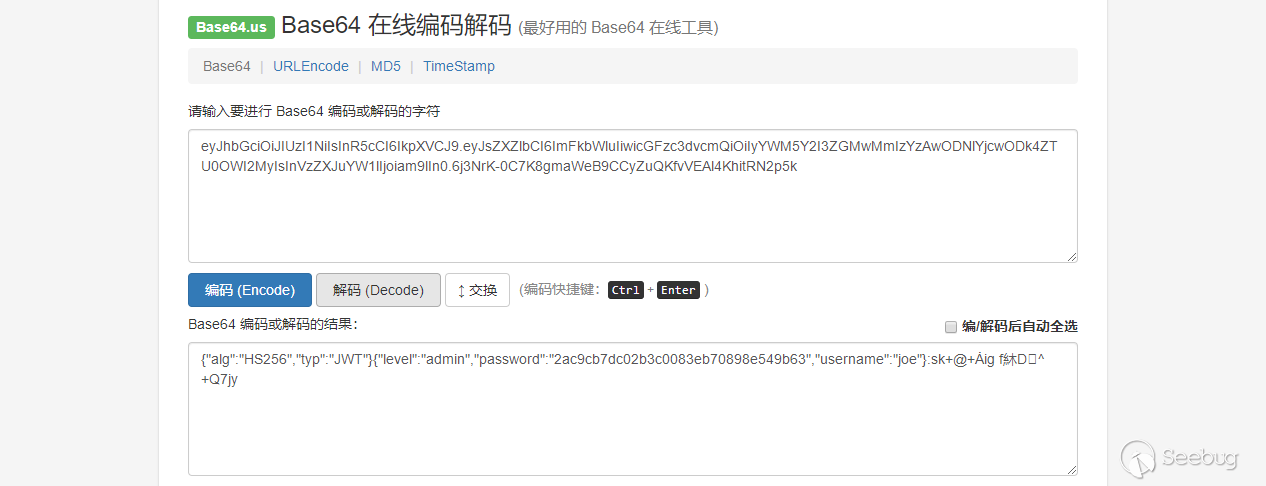 Base64.us Base64 在线编码解码 (最好用的 Base64 在线工具)
Base64 | URLEncode | MD5 | TimeStamp
请输入要进行 Base64 编码或解码的字符
eyJhbGciOiJIUzI1NiIsInR5cCI6IkpXVCJ9.eyJsZXZlbCI6ImFkbWluIiwicGFzc3dvcmQiOiIyYWM5Y2I3ZGMwMmIzYzAwODNlYjcwODk4ZT
U0OWI2MyIsInVzZXJuYW1lIjoiam9lIn0.6j3NrK-0C7K8gmaWeB9CCyZuQKfvVEAl4KhitRN2p5k
编码 (Encode) 解码 (Decode) ↕ 交换 (编码快捷键： Ctrl + Enter )
Base64 编码或解码的结果： 编/解码后自动全选
{"alg":"HS256","typ":"JWT"}{"level":"admin","password":"2ac9cb7dc02b3c0083eb70898e549b63","username":"joe"}:sk+@+Áig f紑D^
+Q7jy
Seebug